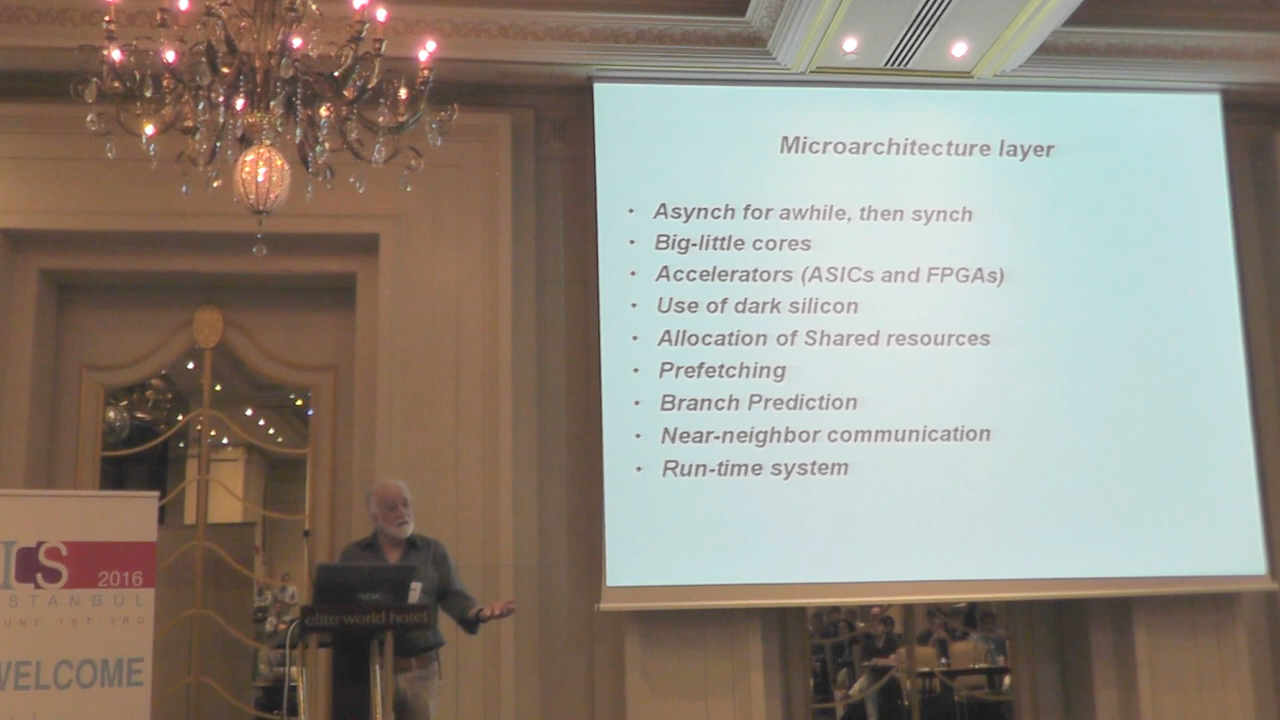 Microarchitecture layer
• Asynch for awhile, then synch
• Big-little cores
• Accelerators (ASICs and FPGAs)
• Use of dark silicon
• Allocation of Shared resources
• Prefetching
• Branch Prediction
• Near-neighbor communication
• Run-time system
ICS
2016
ISTANBUL
WELCOME
elite world hotel